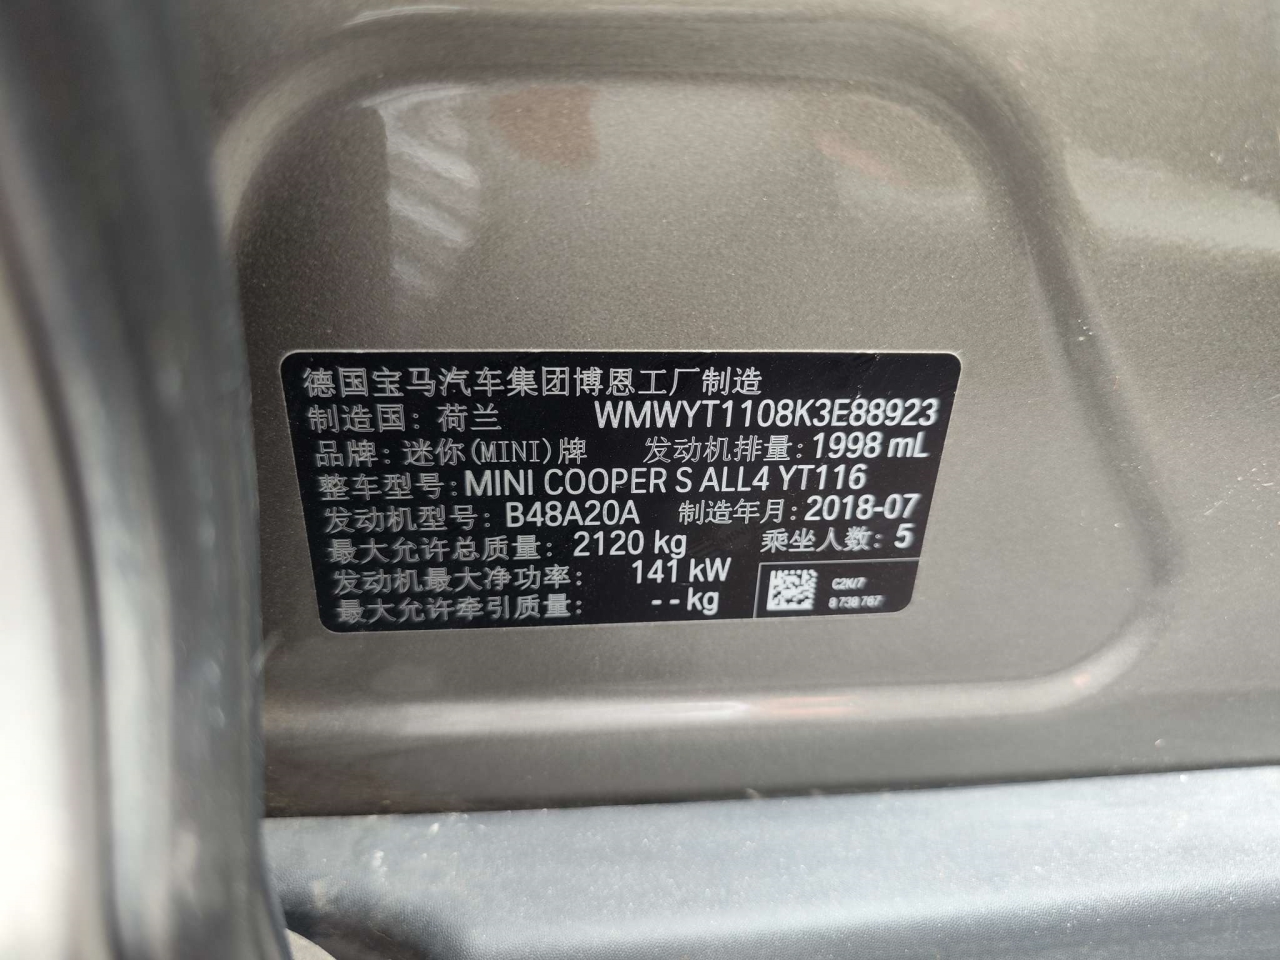 德国宝马汽车集团博恩工厂制造
制造国: 荷兰 WMWYT1108K3E88923
品牌: 迷你(MINI)牌 发动机排量: 1998 mL
整车型号: MINI COOPER S ALL4 YT116
发动机型号: B48A20A 制造年月: 2018-07
最大允许总质量: 2120 kg 乘坐人数: 5
发动机最大净功率: 141 kW
最大允许牵引质量: -- kg
C2K/7
8 738 767